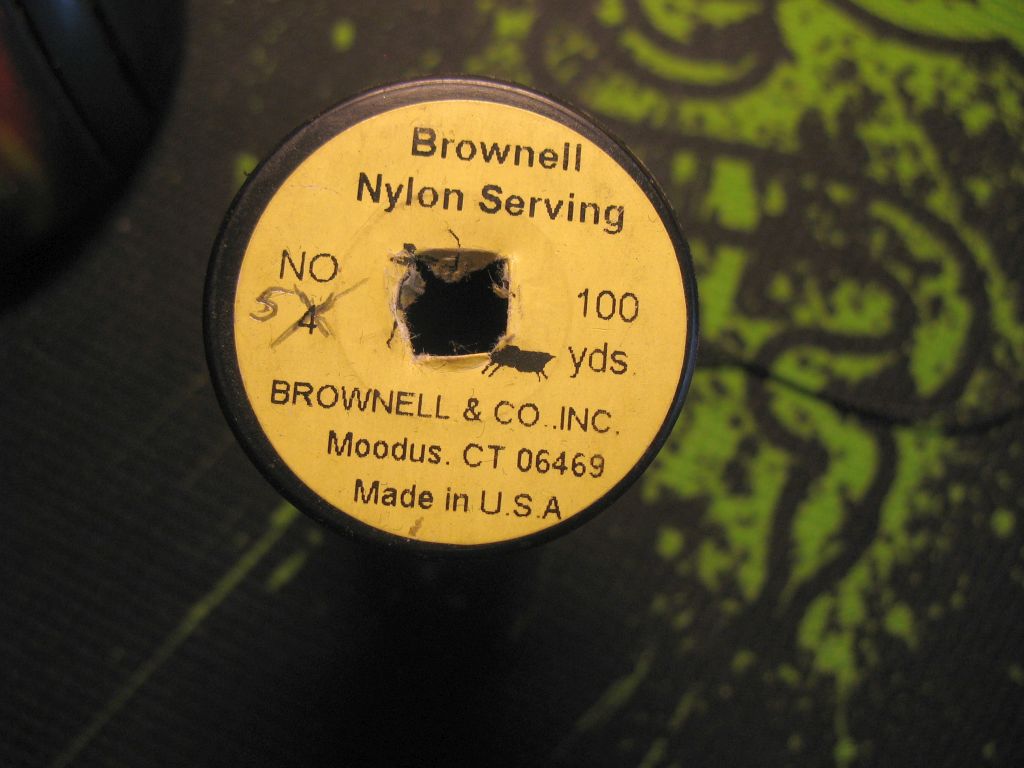 Brownell
Nylon Serving
NO
5 4
100
yds.
BROWNELL & CO..INC.
Moodus. CT 06469
Made in U.S.A